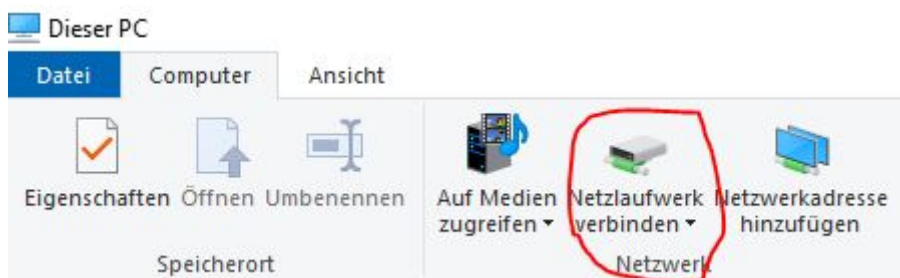 Dieser PC
Datei Computer Ansicht
Eigenschaften Öffnen Umbenennen
Auf Medien zugreifen
Netzlaufwerk verbinden
Netzwerkadresse hinzufügen
Speicherort Netzwerk